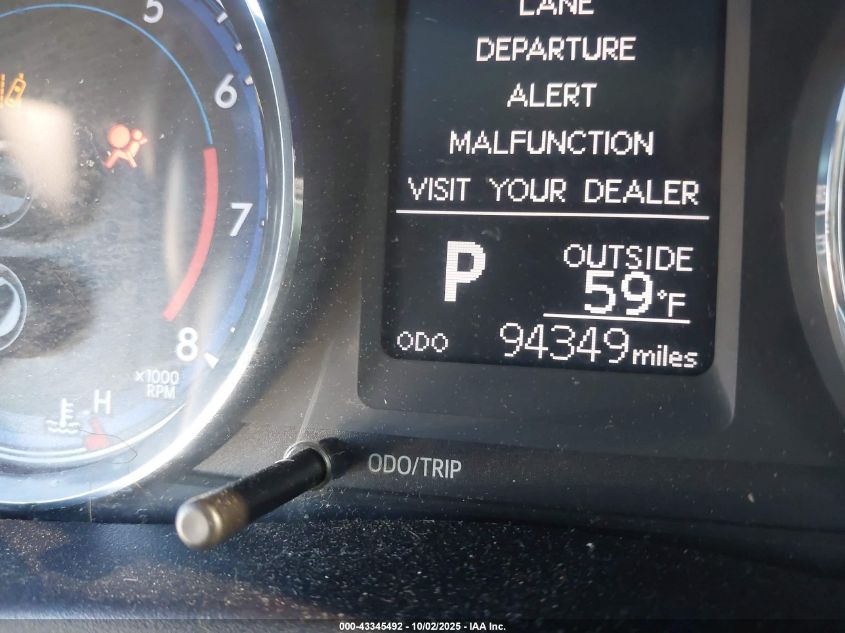 5
6
7
8
x1000
RPM
H
LANE
DEPARTURE
ALERT
MALFUNCTION
VISIT YOUR DEALER
P
OUTSIDE
59°F
ODO 94349 miles
ODO/TRIP
000-43345492 - 10/02/2025 - IAA Inc.